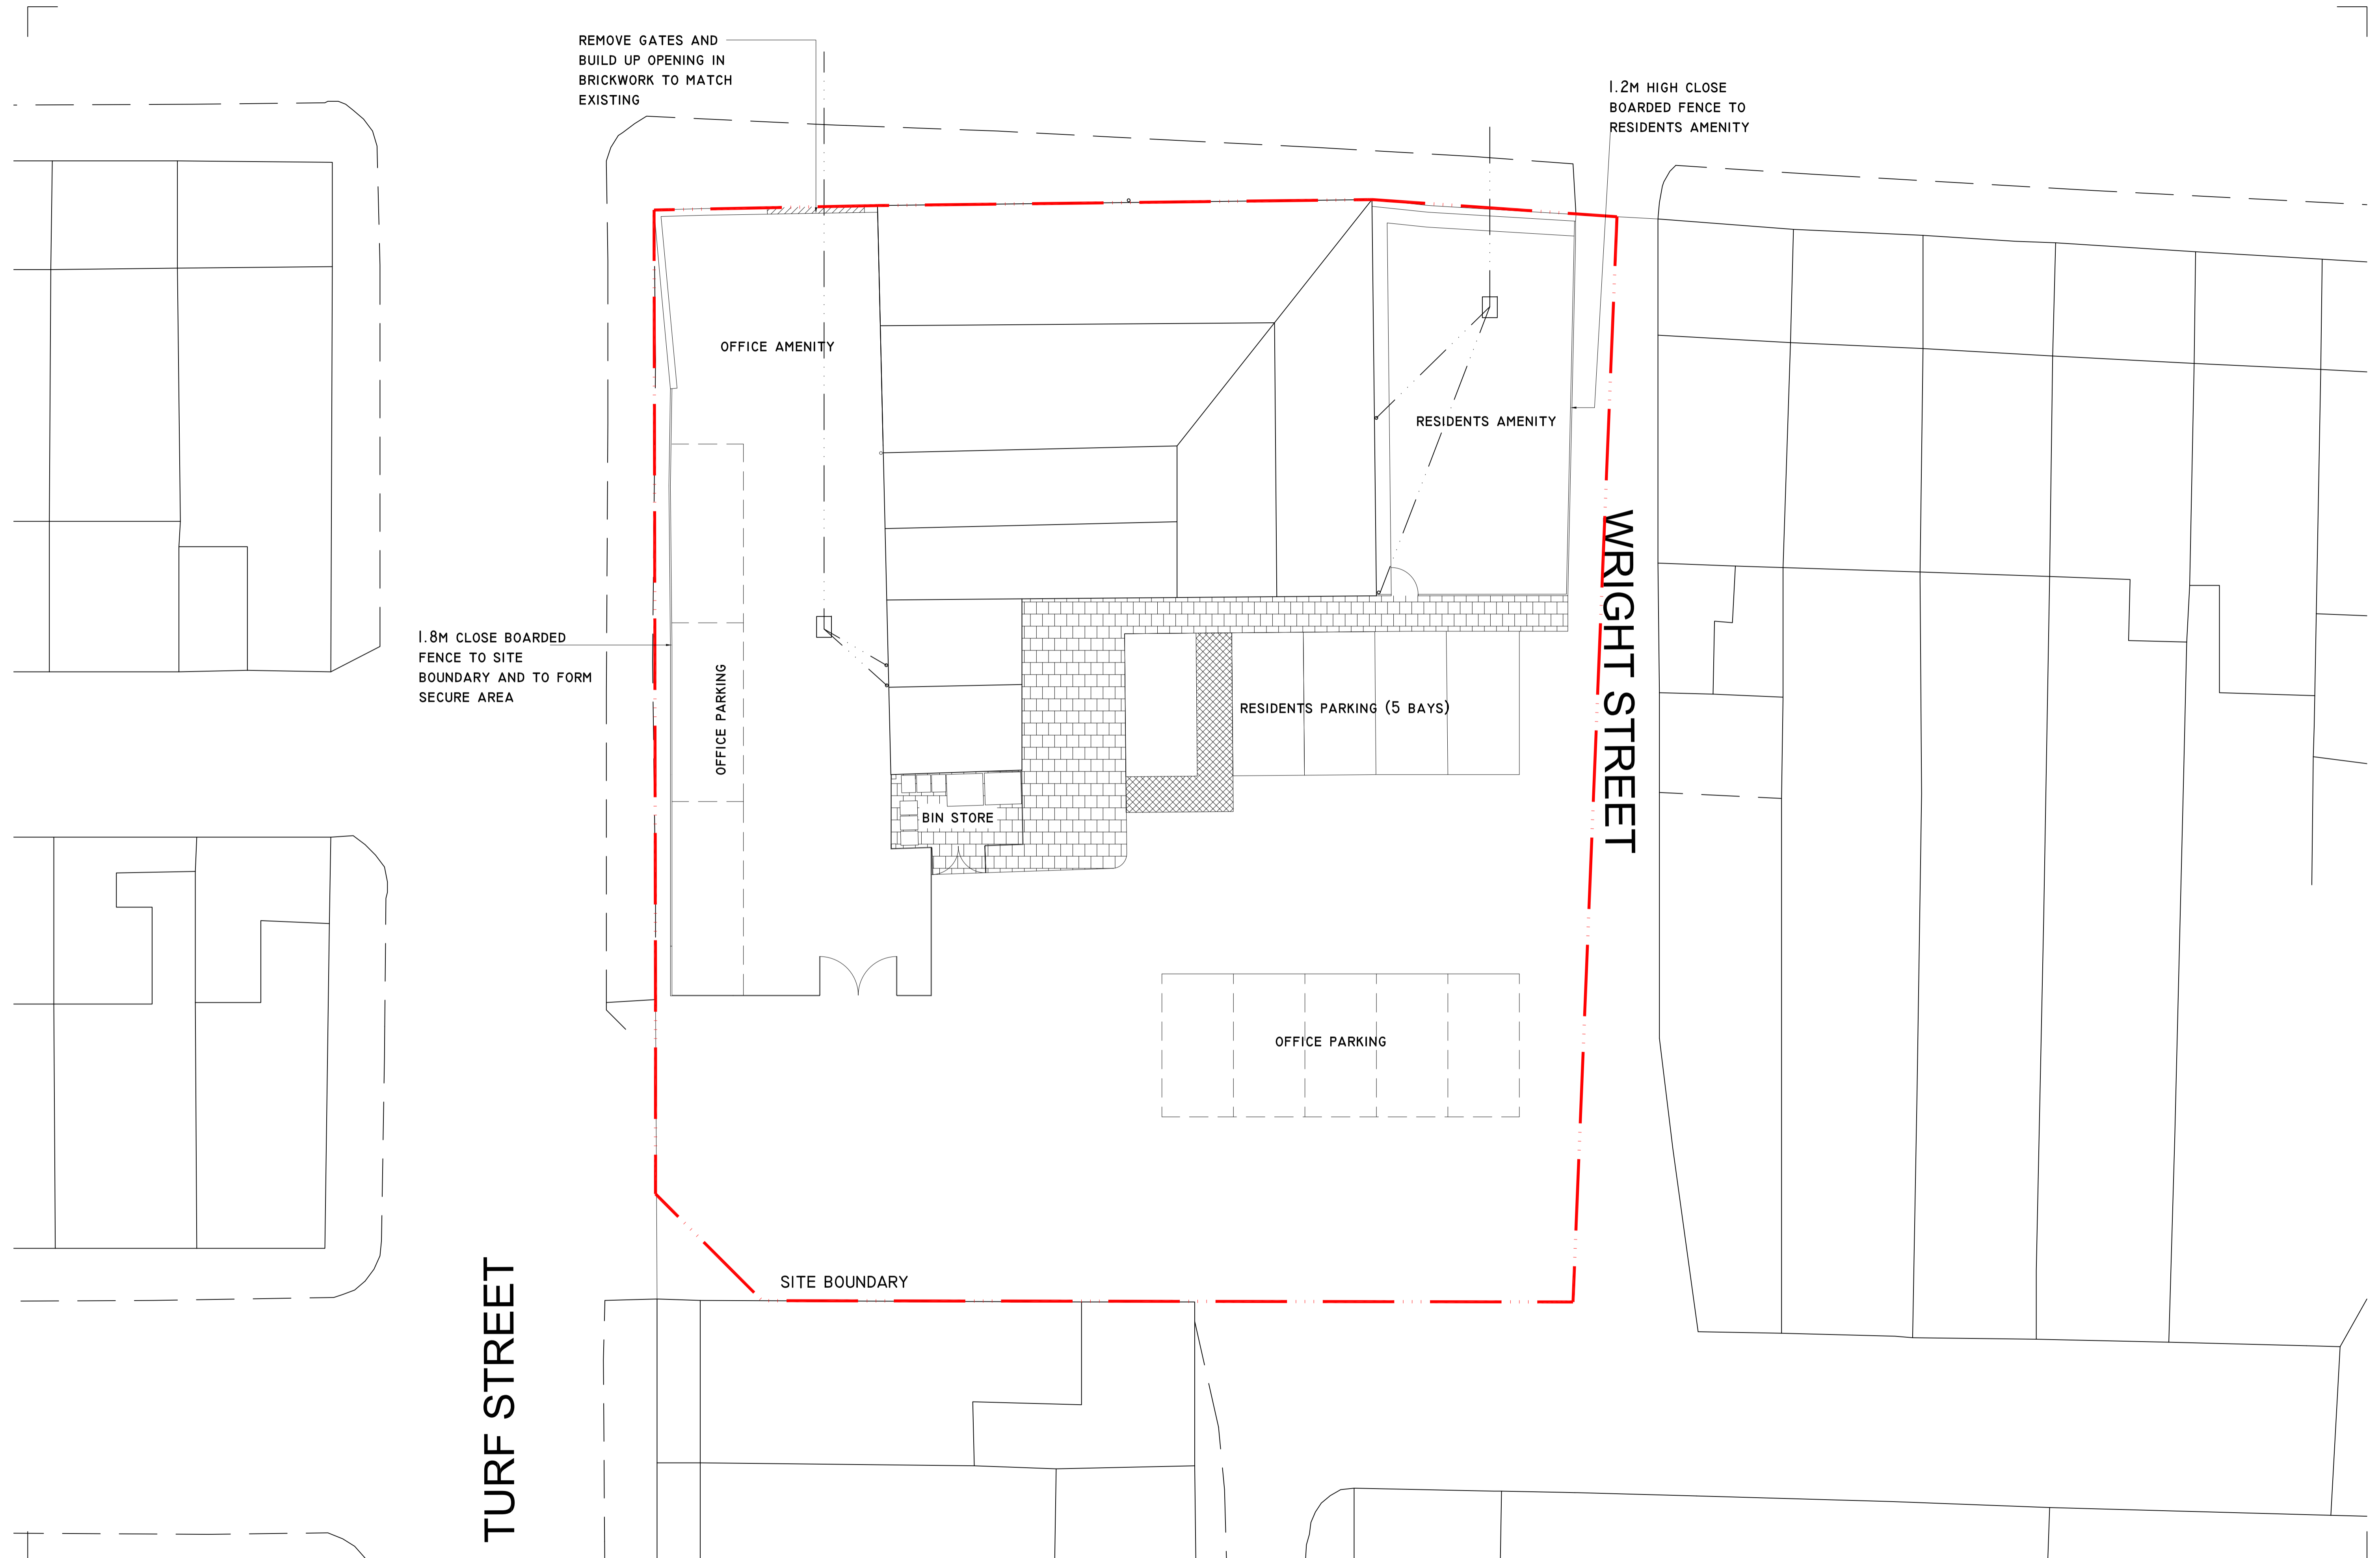 REMOVE GATES AND
BUILD UP OPENING IN
BRICKWORK TO MATCH
EXISTING
1.2M HIGH CLOSE
BOARDED FENCE TO
RESIDENTS AMENITY
OFFICE AMENITY
RESIDENTS AMENITY
WRIGHT STREET
1.8M CLOSE BOARDED
FENCE TO SITE
BOUNDARY AND TO FORM
SECURE AREA
OFFICE PARKING
RESIDENTS PARKING (5 BAYS)
BIN STORE
OFFICE PARKING
SITE BOUNDARY
TURF STREET